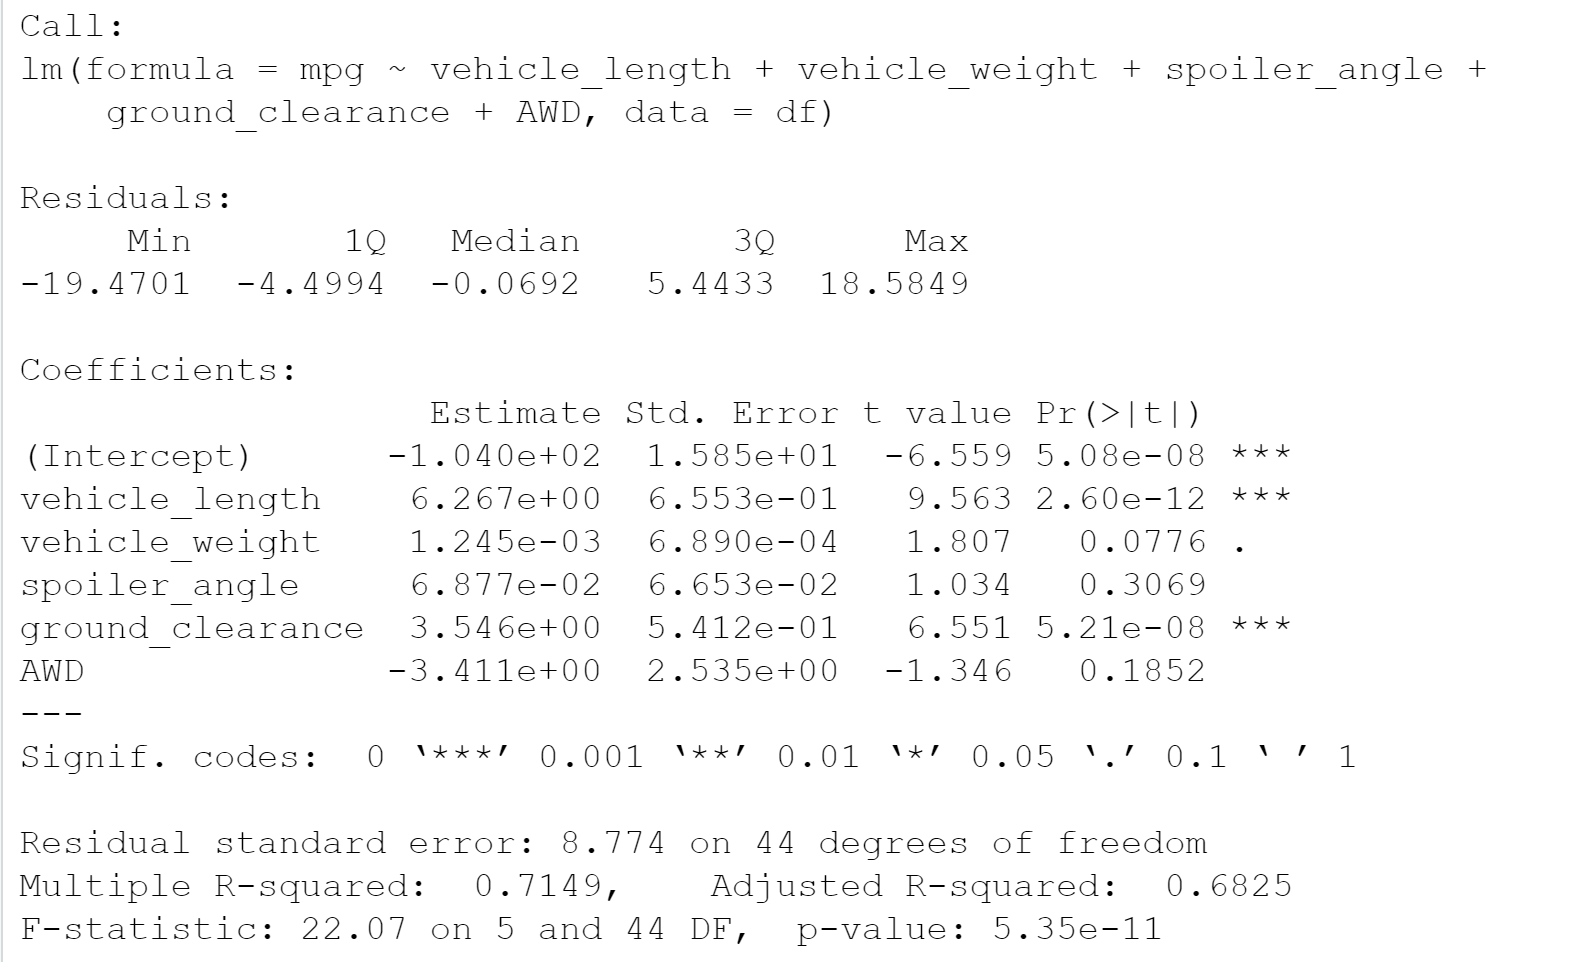 Call:
lm(formula = mpg ~ vehicle_length + vehicle_weight + spoiler_angle +
    ground_clearance + AWD, data = df)

Residuals:
     Min       1Q   Median       3Q      Max
-19.4701  -4.4994  -0.0692   5.4433  18.5849

Coefficients:
                   Estimate Std. Error t value Pr(>|t|)
(Intercept)      -1.040e+02  1.585e+01  -6.559 5.08e-08 ***
vehicle_length    6.267e+00  6.553e-01   9.563 2.60e-12 ***
vehicle_weight    1.245e-03  6.890e-04   1.807   0.0776 .
spoiler_angle     6.877e-02  6.653e-02   1.034   0.3069
ground_clearance  3.546e+00  5.412e-01   6.551 5.21e-08 ***
AWD              -3.411e+00  2.535e+00  -1.346   0.1852
---
Signif. codes:  0 ‘***’ 0.001 ‘**’ 0.01 ‘*’ 0.05 ‘.’ 0.1 ‘ ’ 1

Residual standard error: 8.774 on 44 degrees of freedom
Multiple R-squared:  0.7149,    Adjusted R-squared:  0.6825
F-statistic: 22.07 on 5 and 44 DF,  p-value: 5.35e-11